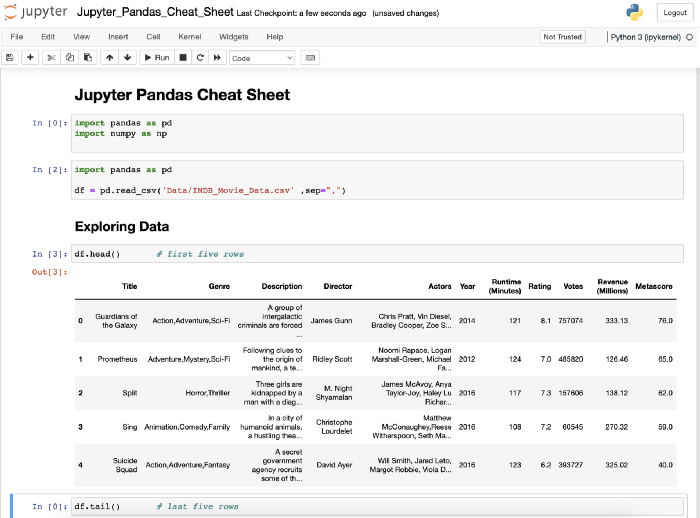 jupyter Jupyter_Pandas_Cheat_Sheet Last Checkpoint: a few seconds ago (unsaved changes) Logout
File Edit View Insert Cell Kernel Widgets Help Not Trusted Python 3 (ipykernel)
Run Code
Jupyter Pandas Cheat Sheet
In [0]: import pandas as pd
import numpy as np
In [2]: import pandas as pd
df = pd.read_csv('Data/INDB_Movie_Data.csv' ,sep=",")
Exploring Data
In [3]: df.head() # first five rows
Out[3]:
Title Genre Description Director Actors Year Runtime (Minutes) Rating Votes Revenue (Millions) Metascore
0 Guardians of the Galaxy Action,Adventure,Sci-Fi A group of intergalactic criminals are forced ... James Gunn Chris Pratt, Vin Diesel, Bradley Cooper, Zoe S... 2014 121 8.1 757074 333.13 76.0
1 Prometheus Adventure,Mystery,Sci-Fi Following clues to the origin of mankind, a te... Ridley Scott Noomi Rapace, Logan Marshall-Green, Michael Fa... 2012 124 7.0 485820 126.46 65.0
2 Split Horror,Thriller Three girls are kidnapped by a man with a diag... M. Night Shyamalan James McAvoy, Anya Taylor-Joy, Haley Lu Richar... 2016 117 7.3 157606 138.12 62.0
3 Sing Animation,Comedy,Family In a city of humanoid animals, a hustling thea... Christophe Lourdelet Matthew McConaughey,Reese Witherspoon, Seth Ma... 2016 108 7.2 60545 270.32 59.0
4 Suicide Squad Action,Adventure,Fantasy A secret government agency recruits some of th... David Ayer Will Smith, Jared Leto, Margot Robbie, Viola D... 2016 123 6.2 393727 325.02 40.0
In [0]: df.tail() # last five rows